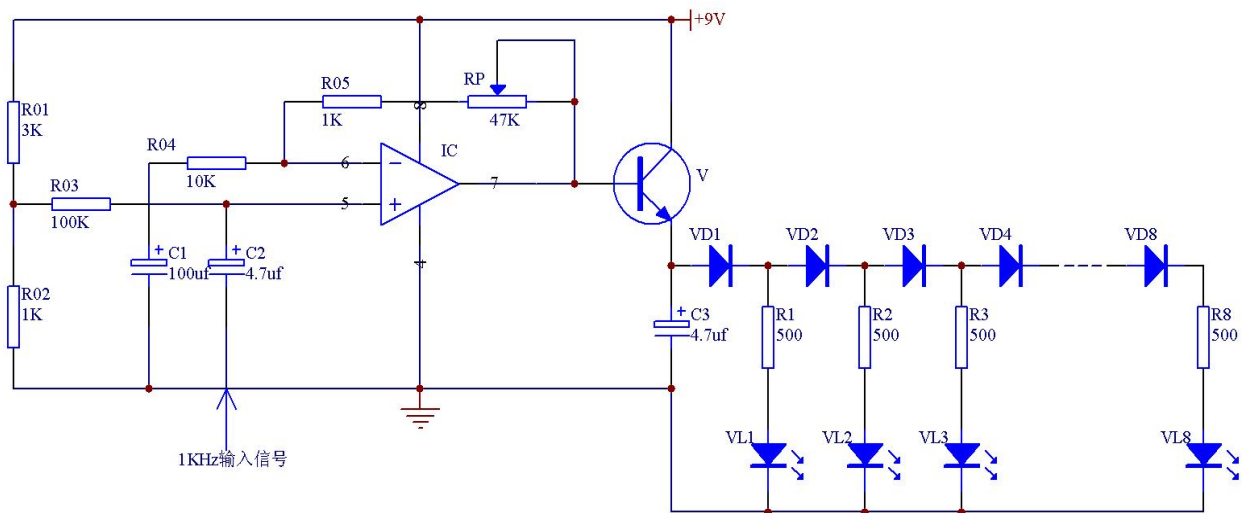 +9V
R01
3K
R05
1K
8
RP
47K
R04
10K
6
IC
7
V
R03
100K
5
C1
100uf
C2
4.7uf
4
R02
1K
VD1
VD2
VD3
VD4
VD8
C3
4.7uf
R1
500
R2
500
R3
500
R8
500
VL1
VL2
VL3
VL8
1KHz输入信号